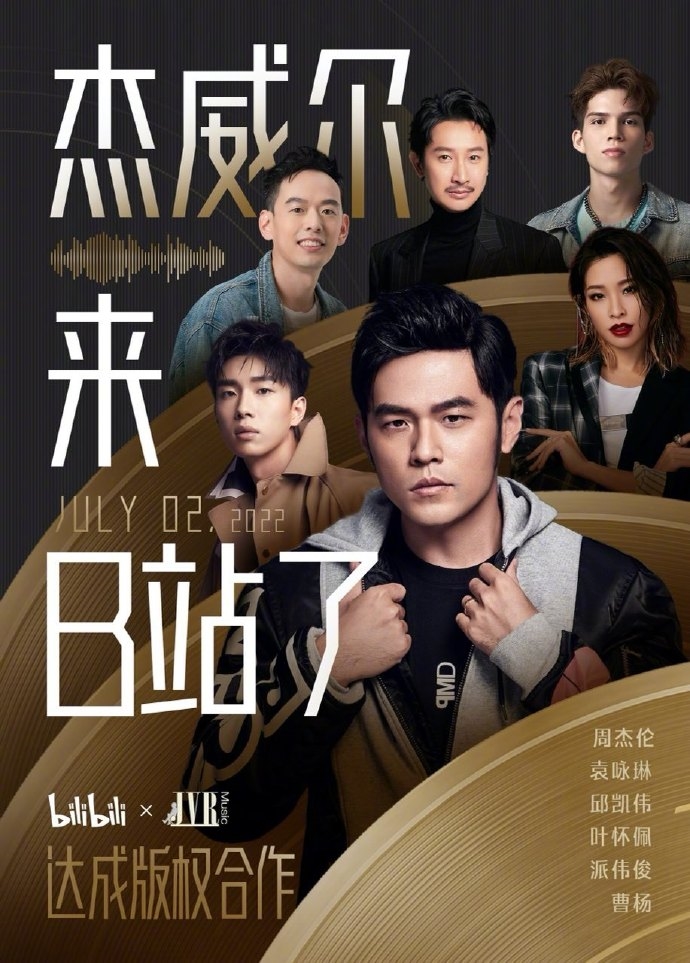 杰威尔
来
JULY 02, 2022
B站了
bilibili × JVR Music
达成版权合作
周杰伦
袁咏琳
邱凯伟
叶怀佩
派伟俊
曹杨
PMD